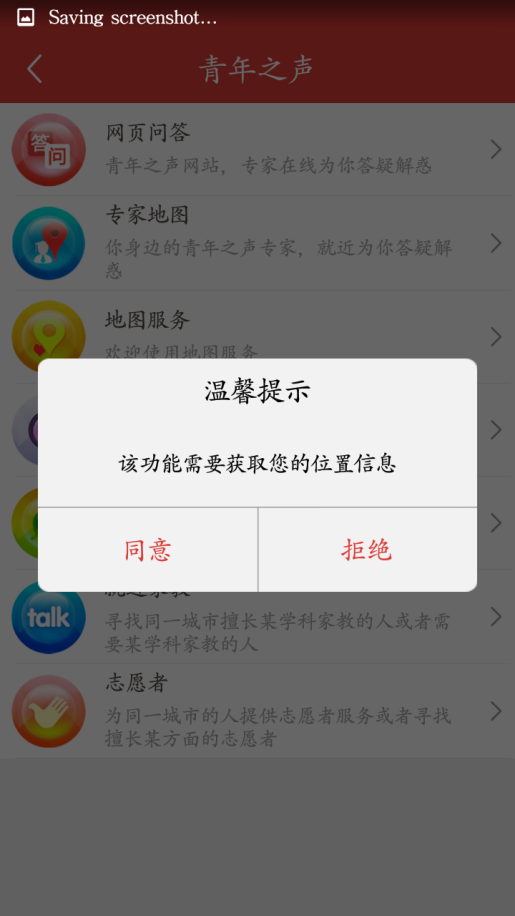 Saving screenshot...
青年之声
答
问
网页问答
青年之声网站，专家在线为你答疑解惑
专家地图
你身边的青年之声专家，就近为你答疑解
惑
地图服务
欢迎使用地图服务
温馨提示
该功能需要获取您的位置信息
同意
拒绝
talk
寻找同一城市擅长某学科家教的人或者需
要某学科家教的人
志愿者
为同一城市的人提供志愿者服务或者寻找
擅长某方面的志愿者